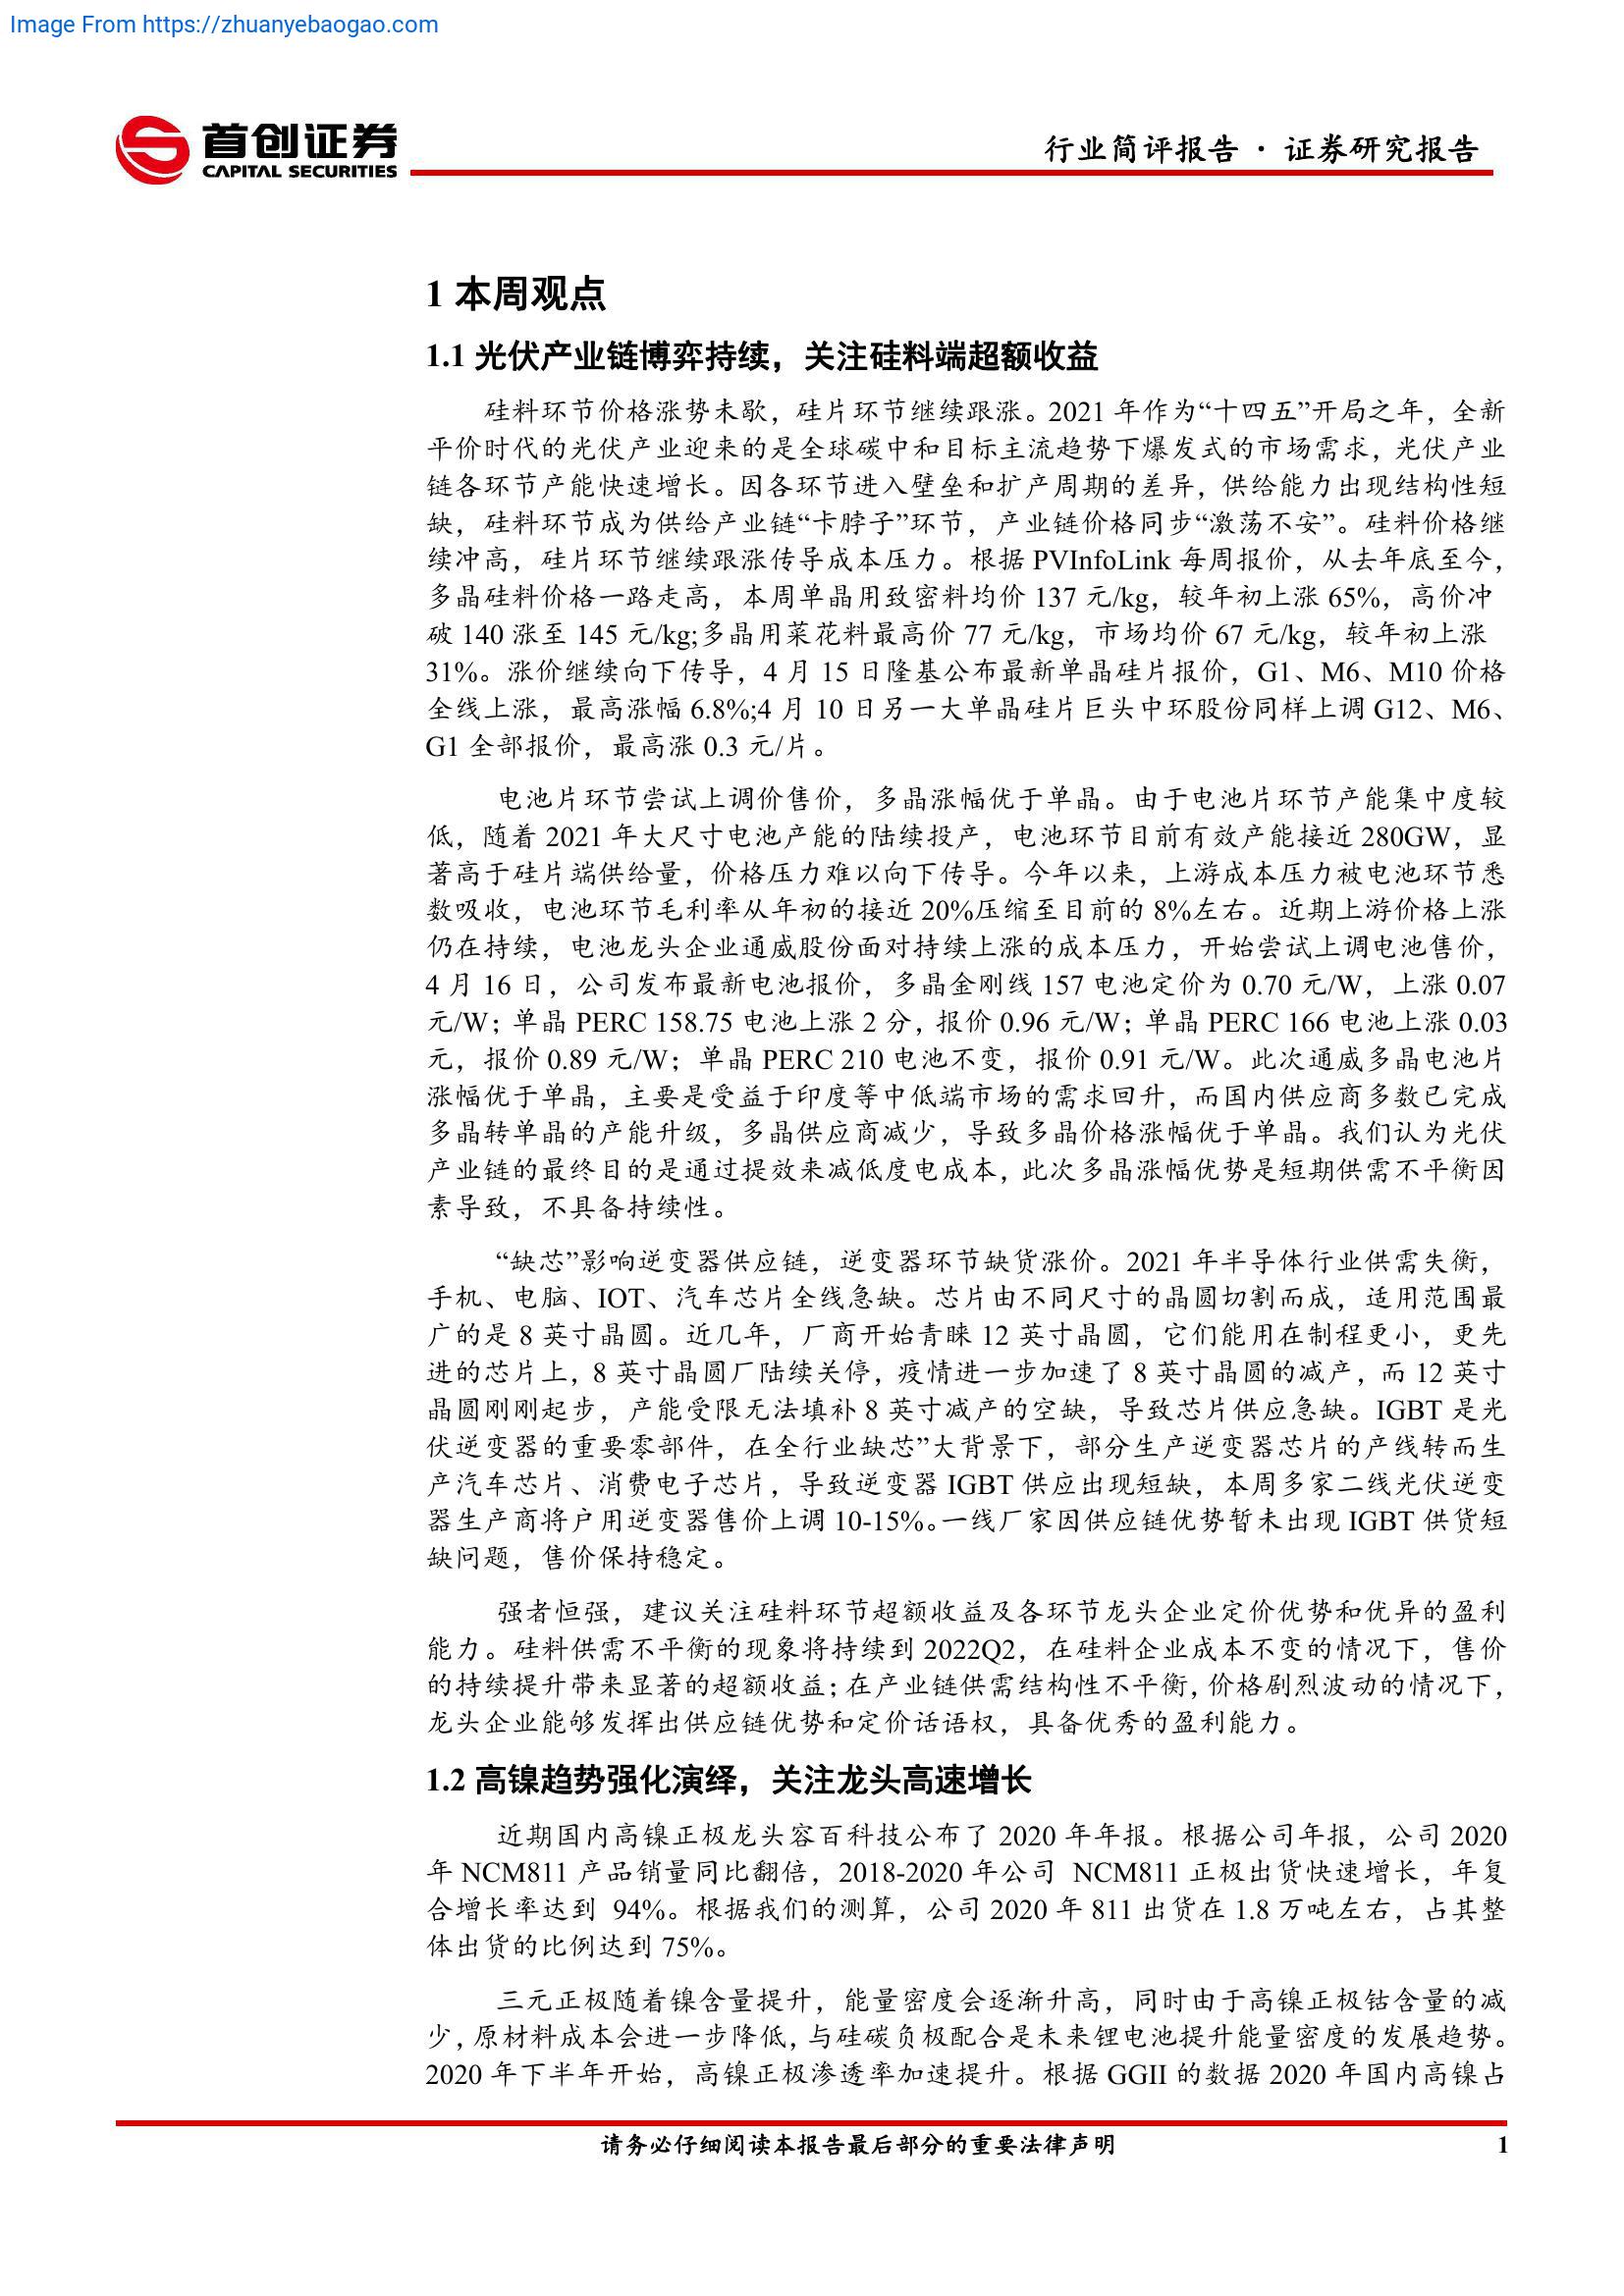 Image From https://zhuanyebaogao.com
首创证券
CAPITAL SECURITIES
行业简评报告 · 证券研究报告
1 本周观点
1.1 光伏产业链博弈持续，关注硅料端超额收益
硅料环节价格涨势未歇，硅片环节继续跟涨。2021 年作为“十四五”开局之年，全新
平价时代的光伏产业迎来的是全球碳中和目标主流趋势下爆发式的市场需求，光伏产业
链各环节产能快速增长。因各环节进入壁垒和扩产周期的差异，供给能力出现结构性短
缺，硅料环节成为供给产业链“卡脖子”环节，产业链价格同步“激荡不安”。硅料价格继
续冲高，硅片环节继续跟涨传导成本压力。根据 PVInfoLink 每周报价，从去年底至今，
多晶硅料价格一路走高，本周单晶用致密料均价 137 元/kg，较年初上涨 65%，高价冲
破 140 涨至 145 元/kg;多晶用菜花料最高价 77 元/kg，市场均价 67 元/kg，较年初上涨
31%。涨价继续向下传导，4 月 15 日隆基公布最新单晶硅片报价，G1、M6、M10 价格
全线上涨，最高涨幅 6.8%;4 月 10 日另一大单晶硅片巨头中环股份同样上调 G12、M6、
G1 全部报价，最高涨 0.3 元/片。
电池片环节尝试上调价售价，多晶涨幅优于单晶。由于电池片环节产能集中度较
低，随着 2021 年大尺寸电池产能的陆续投产，电池环节目前有效产能接近 280GW，显
著高于硅片端供给量，价格压力难以向下传导。今年以来，上游成本压力被电池环节悉
数吸收，电池环节毛利率从年初的接近 20%压缩至目前的 8%左右。近期上游价格上涨
仍在持续，电池龙头企业通威股份面对持续上涨的成本压力，开始尝试上调电池售价，
4 月 16 日，公司发布最新电池报价，多晶金刚线 157 电池定价为 0.70 元/W，上涨 0.07
元/W；单晶 PERC 158.75 电池上涨 2 分，报价 0.96 元/W；单晶 PERC 166 电池上涨 0.03
元，报价 0.89 元/W；单晶 PERC 210 电池不变，报价 0.91 元/W。此次通威多晶电池片
涨幅优于单晶，主要是受益于印度等中低端市场的需求回升，而国内供应商多数已完成
多晶转单晶的产能升级，多晶供应商减少，导致多晶价格涨幅优于单晶。我们认为光伏
产业链的最终目的是通过提效来减低度电成本，此次多晶涨幅优势是短期供需不平衡因
素导致，不具备持续性。
“缺芯”影响逆变器供应链，逆变器环节缺货涨价。2021 年半导体行业供需失衡，
手机、电脑、IOT、汽车芯片全线急缺。芯片由不同尺寸的晶圆切割而成，适用范围最
广的是 8 英寸晶圆。近几年，厂商开始青睐 12 英寸晶圆，它们能用在制程更小，更先
进的芯片上，8 英寸晶圆厂陆续关停，疫情进一步加速了 8 英寸晶圆的减产，而 12 英寸
晶圆刚刚起步，产能受限无法填补 8 英寸减产的空缺，导致芯片供应急缺。IGBT 是光
伏逆变器的重要零部件，在全行业缺芯”大背景下，部分生产逆变器芯片的产线转而生
产汽车芯片、消费电子芯片，导致逆变器 IGBT 供应出现短缺，本周多家二线光伏逆变
器生产商将户用逆变器售价上调 10-15%。一线厂家因供应链优势暂未出现 IGBT 供货短
缺问题，售价保持稳定。
强者恒强，建议关注硅料环节超额收益及各环节龙头企业定价优势和优异的盈利
能力。硅料供需不平衡的现象将持续到 2022Q2，在硅料企业成本不变的情况下，售价
的持续提升带来显著的超额收益；在产业链供需结构性不平衡，价格剧烈波动的情况下，
龙头企业能够发挥出供应链优势和定价话语权，具备优秀的盈利能力。
1.2 高镍趋势强化演绎，关注龙头高速增长
近期国内高镍正极龙头容百科技公布了 2020 年年报。根据公司年报，公司 2020
年 NCM811 产品销量同比翻倍，2018-2020 年公司 NCM811 正极出货快速增长，年复
合增长率达到 94%。根据我们的测算，公司 2020 年 811 出货在 1.8 万吨左右，占其整
体出货的比例达到 75%。
三元正极随着镍含量提升，能量密度会逐渐升高，同时由于高镍正极钴含量的减
少，原材料成本会进一步降低，与硅碳负极配合是未来锂电池提升能量密度的发展趋势。
2020 年下半年开始，高镍正极渗透率加速提升。根据 GGII 的数据 2020 年国内高镍占
请务必仔细阅读本报告最后部分的重要法律声明
1